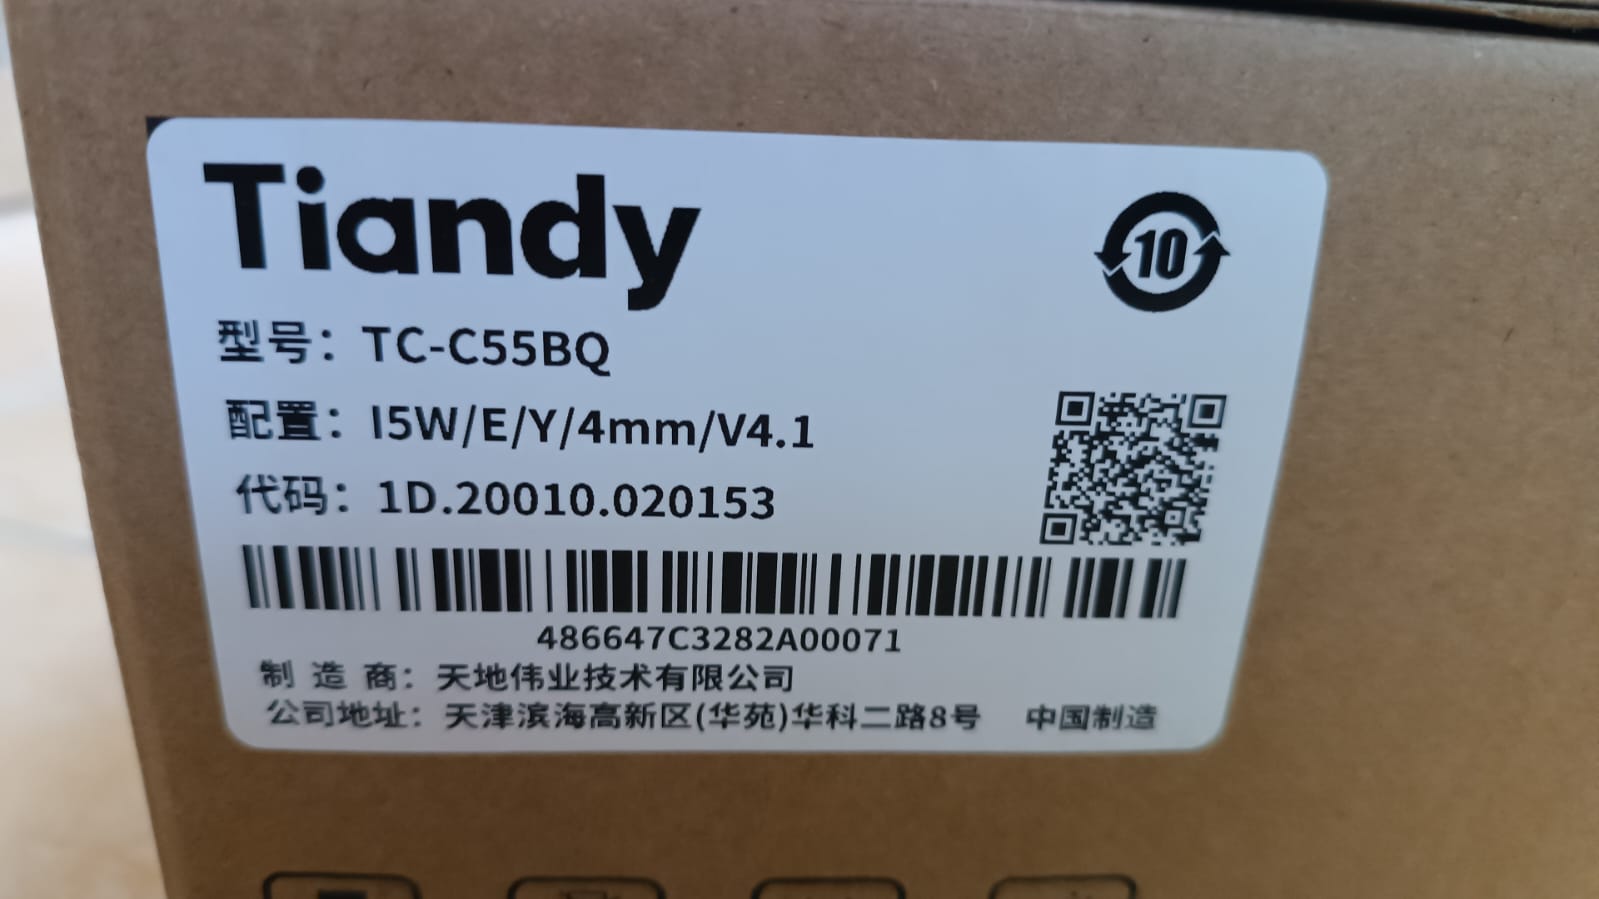 Tiandy
10
型号：TC-C55BQ
配置：I5W/E/Y/4mm/V4.1
代码：1D.20010.020153
486647C3282A00071
制 造 商：天地伟业技术有限公司
公司地址：天津滨海高新区(华苑)华科二路8号 中国制造